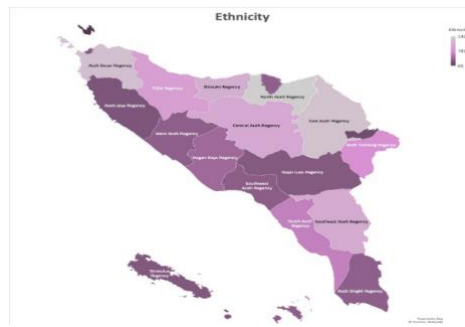 Ethnicity
Aceh Besar Regency
Pidie Regency
Bireuen Regency
North Aceh Regency
East Aceh Regency
Aceh Jaya Regency
West Aceh Regency
Central Aceh Regency
Aceh Tamiang Regency
Nagan Raya Regency
Gayo Lues Regency
Southwest
Aceh Regency
South Aceh
Regency
Southeast Aceh
Regency
Simeulue
Regency
Aceh Singkil Regency